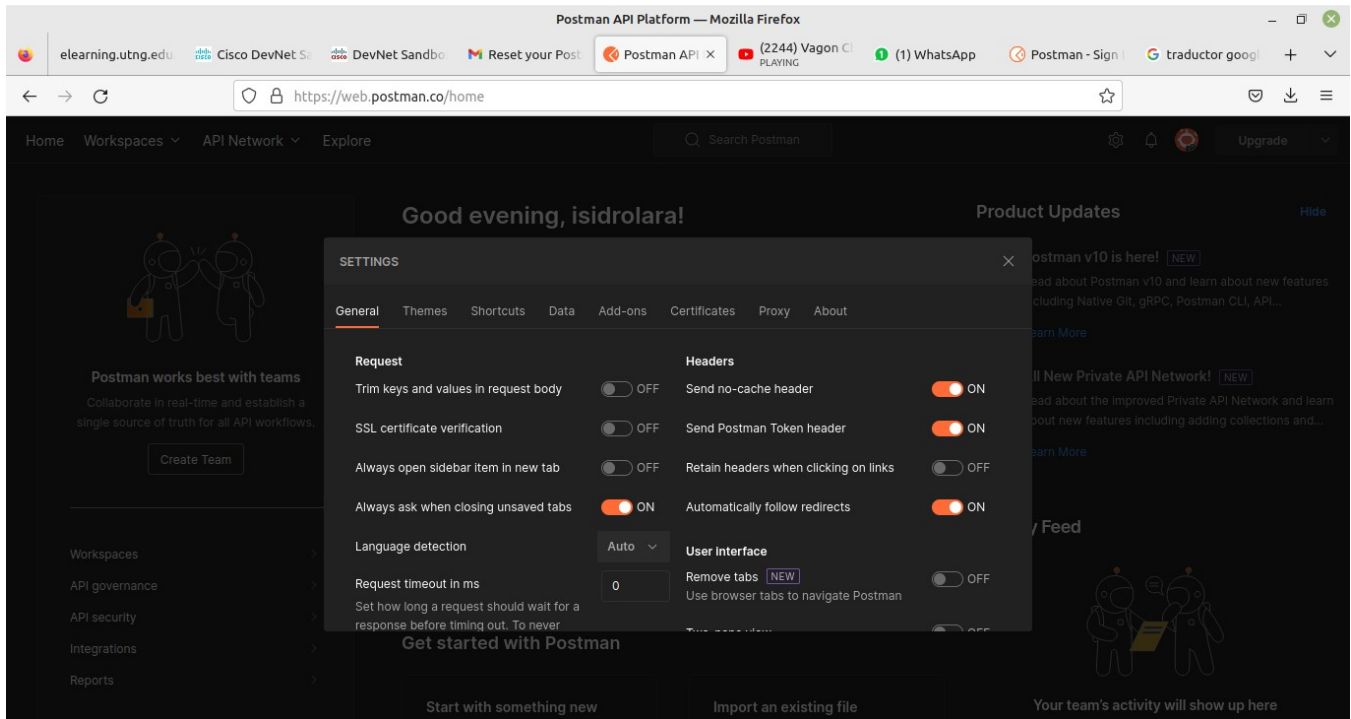 Postman API Platform — Mozilla Firefox
elearning.utng.edu
Cisco DevNet Sa
DevNet Sandbo
Reset your Post
Postman API
(2244) Vagon C
PLAYING
(1) WhatsApp
Postman - Sign
traductor googl
https://web.postman.co/home
Home Workspaces API Network Explore
Search Postman
Upgrade
Good evening, isidrolara!
Postman works best with teams
Collaborate in real-time and establish a
single source of truth for all API workflows.
Create Team
Workspaces
API governance
API security
Integrations
Reports
SETTINGS
General Themes Shortcuts Data Add-ons Certificates Proxy About
Request
Trim keys and values in request body OFF
SSL certificate verification OFF
Always open sidebar item in new tab OFF
Always ask when closing unsaved tabs ON
Language detection Auto
Request timeout in ms 0
Set how long a request should wait for a
response before timing out. To never
Headers
Send no-cache header ON
Send Postman Token header ON
Retain headers when clicking on links OFF
Automatically follow redirects ON
User interface
Remove tabs NEW OFF
Use browser tabs to navigate Postman
Two-pane view OFF
Get started with Postman
Start with something new
Import an existing file
Product Updates Hide
ostman v10 is here! NEW
ead about Postman v10 and learn about new features
cluding Native Git, gRPC, Postman CLI, API...
earn More
ll New Private API Network! NEW
ead about the improved Private API Network and learn
bout new features including adding collections and...
earn More
y Feed
Your team's activity will show up here